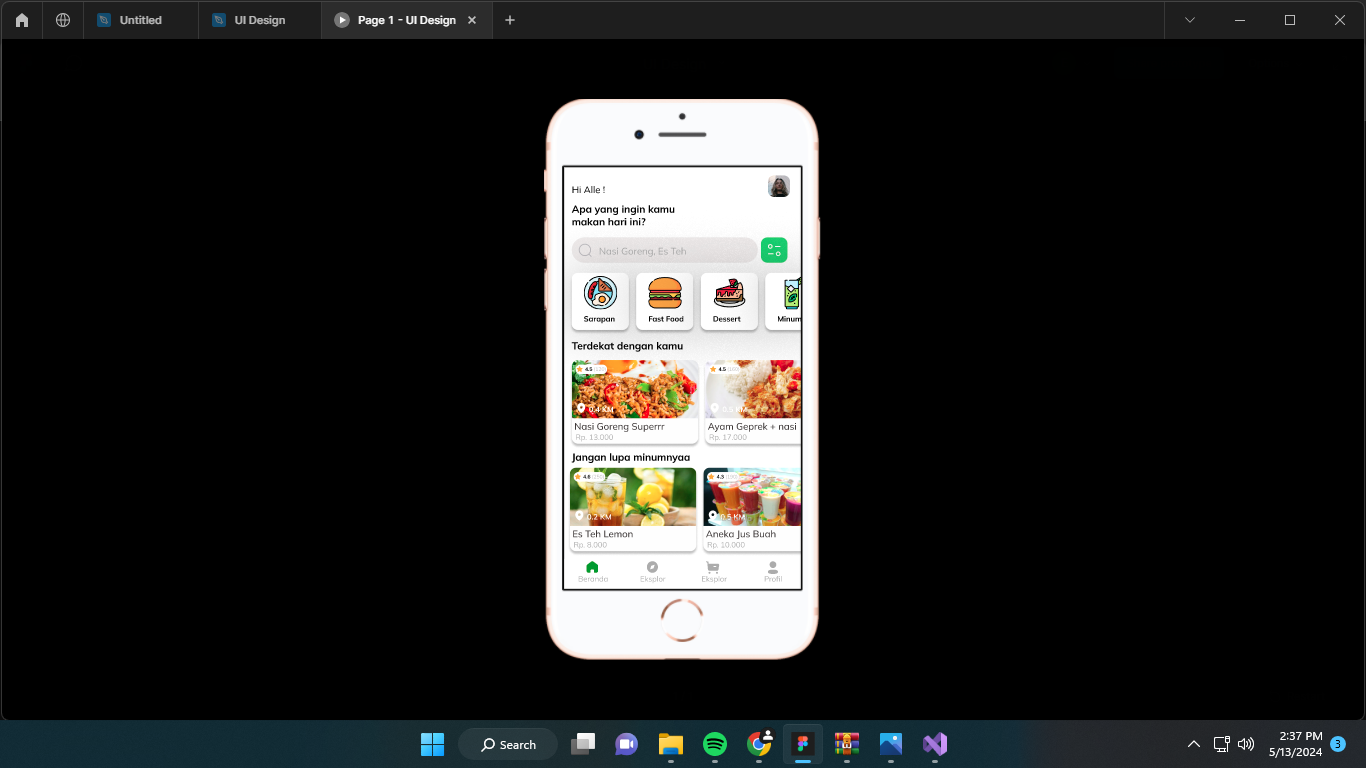 Untitled
UI Design
Page 1 - UI Design
Hi Alle !
Apa yang ingin kamu
makan hari ini?
Nasi Goreng, Es Teh
Sarapan
Fast Food
Dessert
Minum
Terdekat dengan kamu
4.5
4.5
0.4 KM
KM
Nasi Goreng Superrr
Ayam Geprek + nasi
Rp. 13.000
Rp. 17.000
Jangan lupa minumnyaa
4.6
4.3
0.2 KM
0.5 KM
Es Teh Lemon
Aneka Jus Buah
Rp. 8.000
Rp. 10.000
Beranda
Eksplor
Eksplor
Profil
Search
2:37 PM
5/13/2024
3